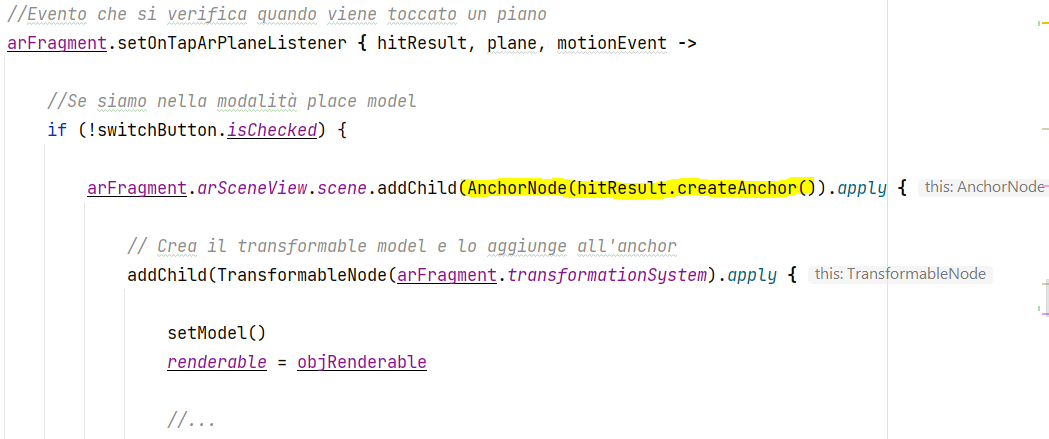 //Evento che si verifica quando viene toccato un piano
arFragment.setOnTapArPlaneListener { hitResult, plane, motionEvent ->
//Se siamo nella modalità place model
if (!switchButton.isChecked) {
arFragment.arSceneView.scene.addChild(AnchorNode(hitResult.createAnchor()).apply { this: AnchorNode
// Crea il transformable model e lo aggiunge all'anchor
addChild(TransformableNode(arFragment.transformationSystem).apply { this: TransformableNode
setModel()
renderable = objRenderable
//...